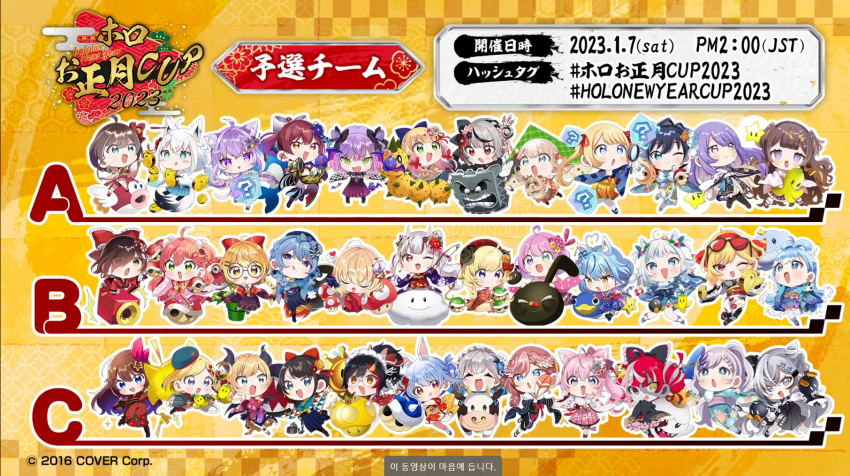 ホロ
Hololive
New Year
お正月CUP
2023
予選チーム
開催日時
2023.1.7(sat) PM2:00(JST)
ハッシュタグ
#ホロお正月CUP2023
#HOLONEWYEARCUP2023
A
B
C
© 2016 COVER Corp.
이 동영상이 마음에 듭니다.